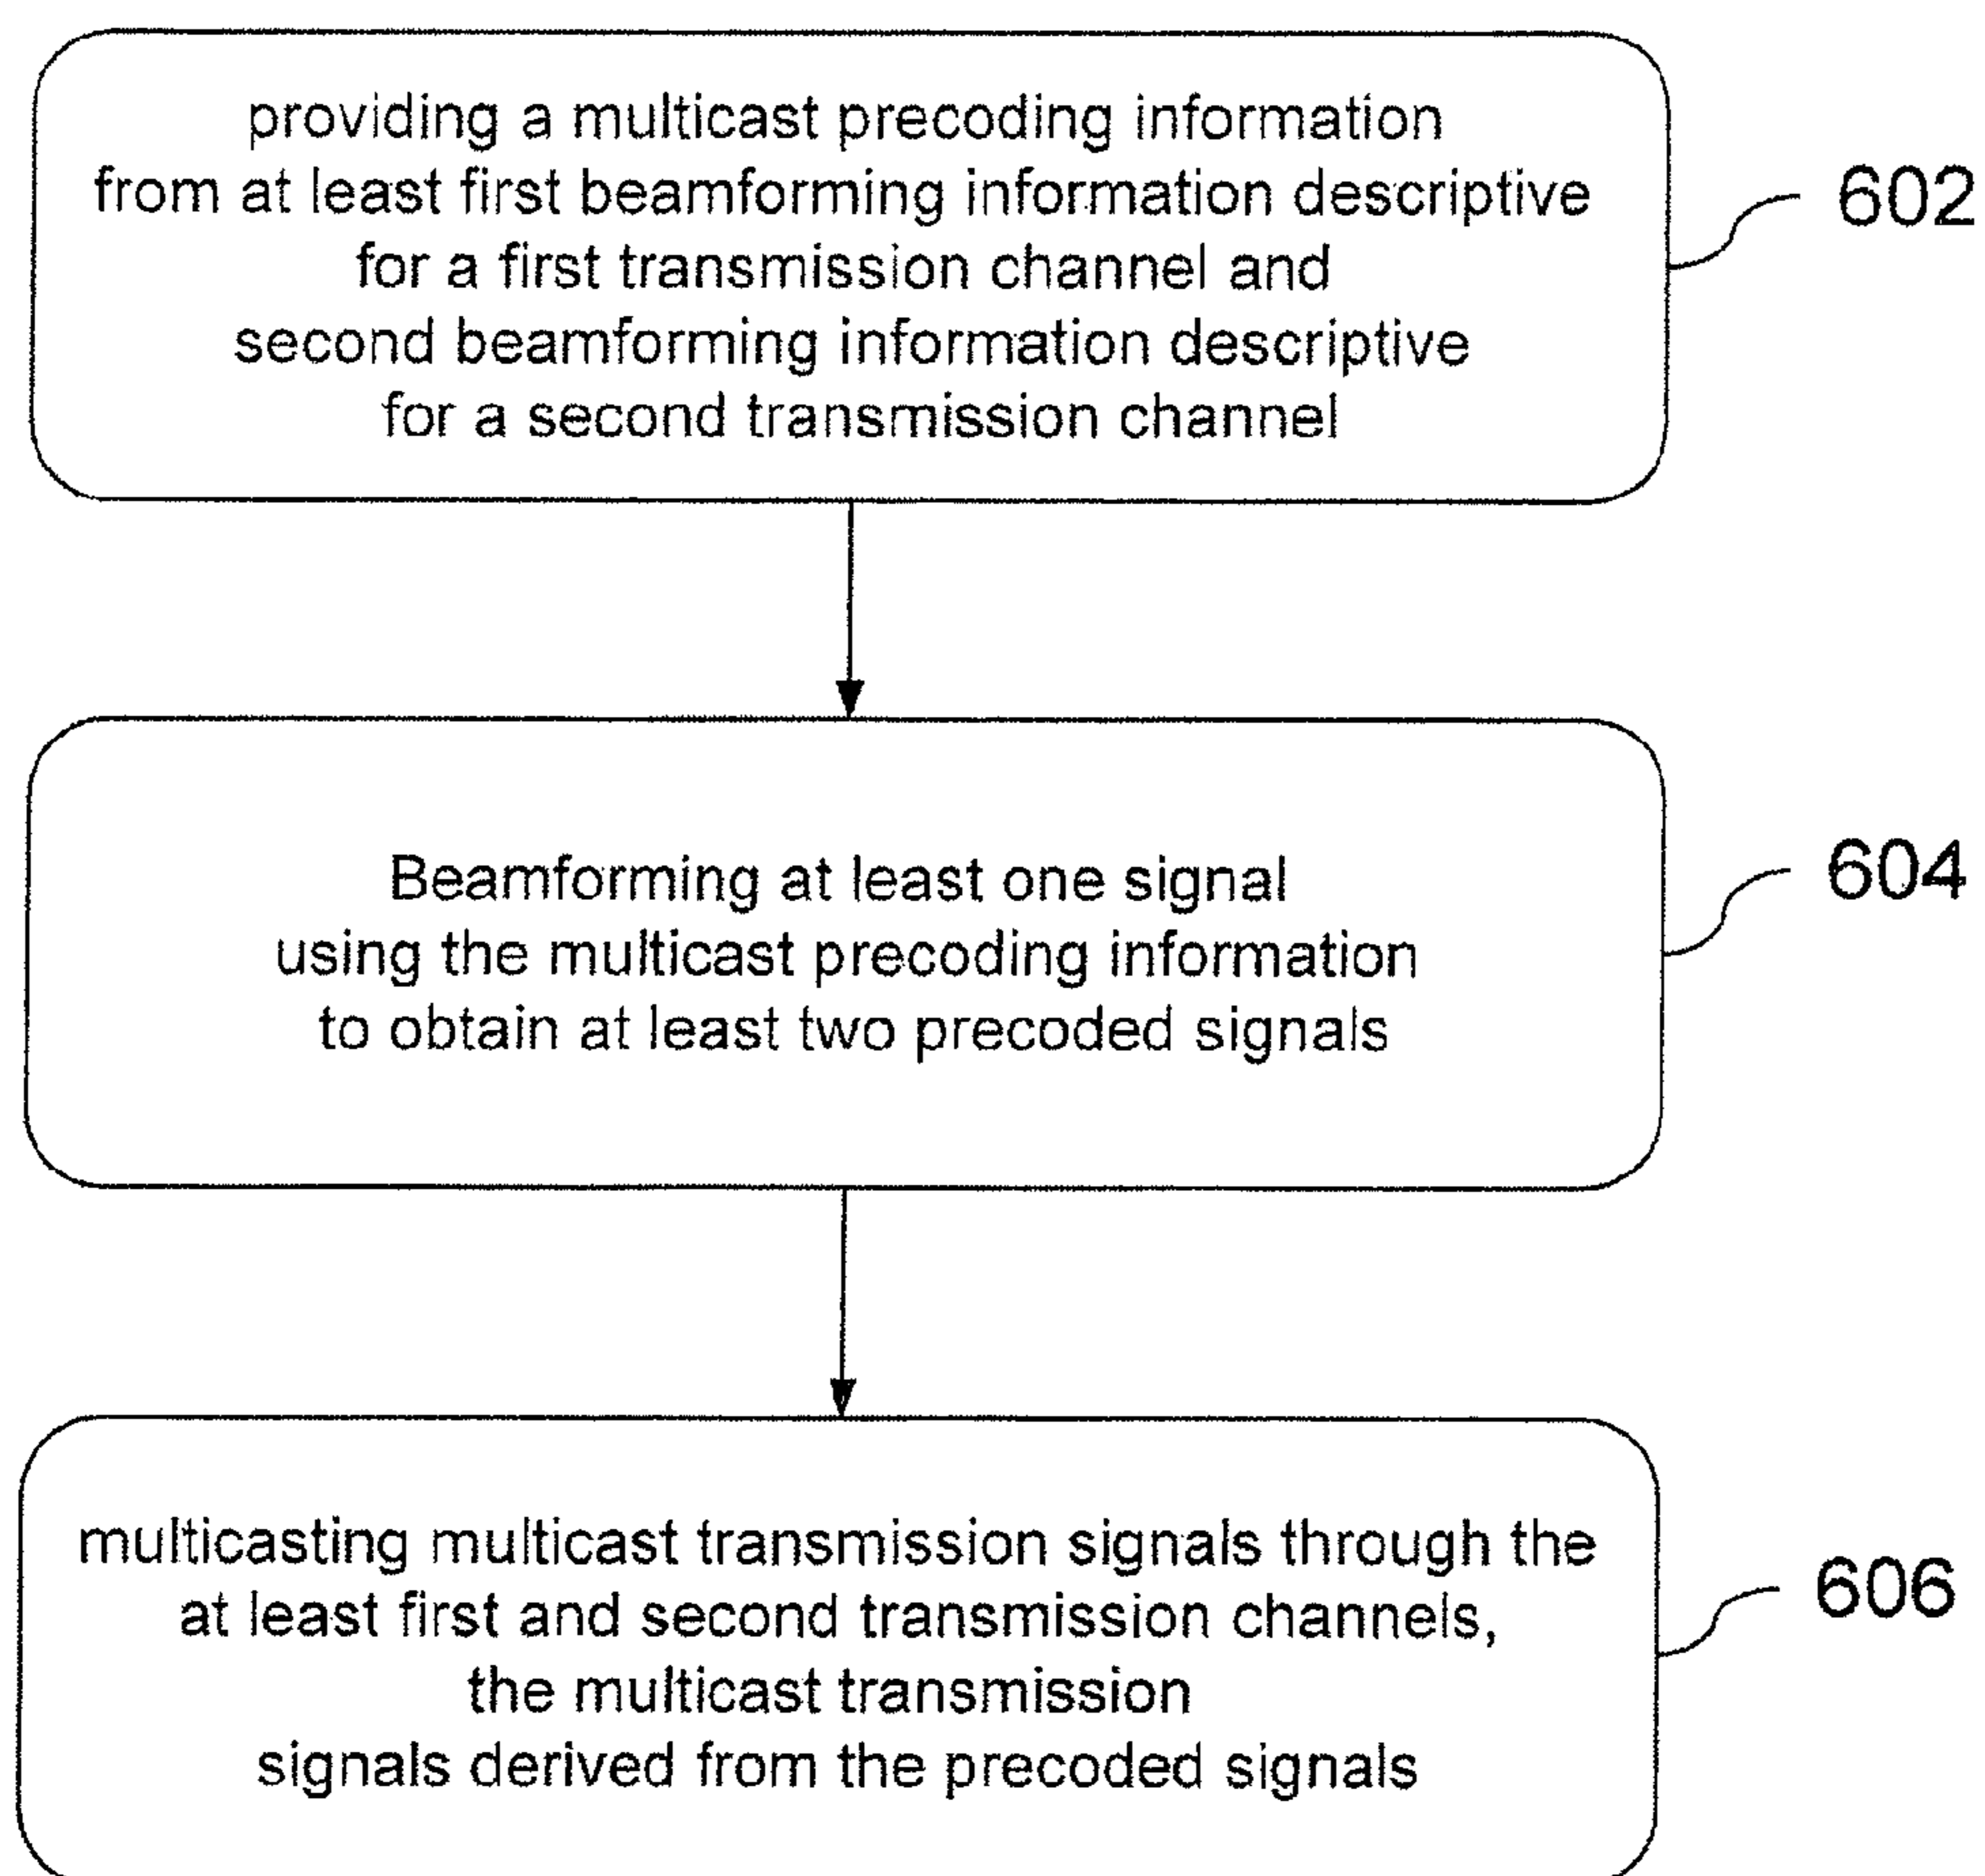 providing a multicast precoding information
from at least first beamforming information descriptive
for a first transmission channel and
second beamforming information descriptive
for a second transmission channel
602
Beamforming at least one signal
using the multicast precoding information
to obtain at least two precoded signals
604
multicasting multicast transmission signals through the
at least first and second transmission channels,
the multicast transmission
signals derived from the precoded signals
606